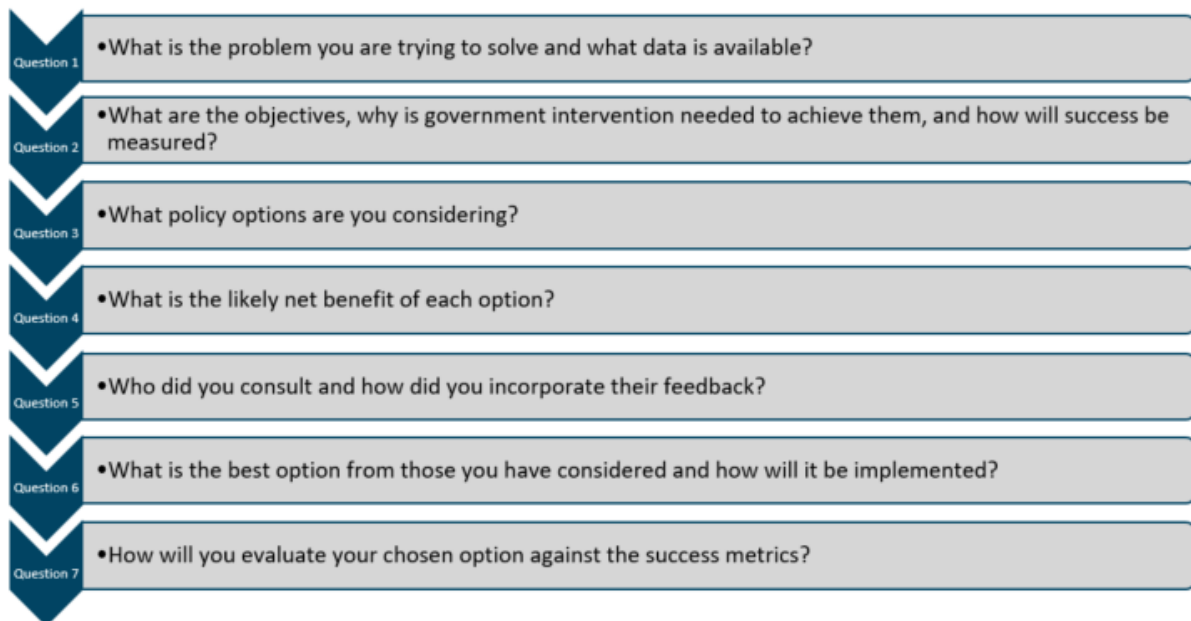 Question 1
•What is the problem you are trying to solve and what data is available?
Question 2
•What are the objectives, why is government intervention needed to achieve them, and how will success be
measured?
Question 3
•What policy options are you considering?
Question 4
•What is the likely net benefit of each option?
Question 5
•Who did you consult and how did you incorporate their feedback?
Question 6
•What is the best option from those you have considered and how will it be implemented?
Question 7
•How will you evaluate your chosen option against the success metrics?